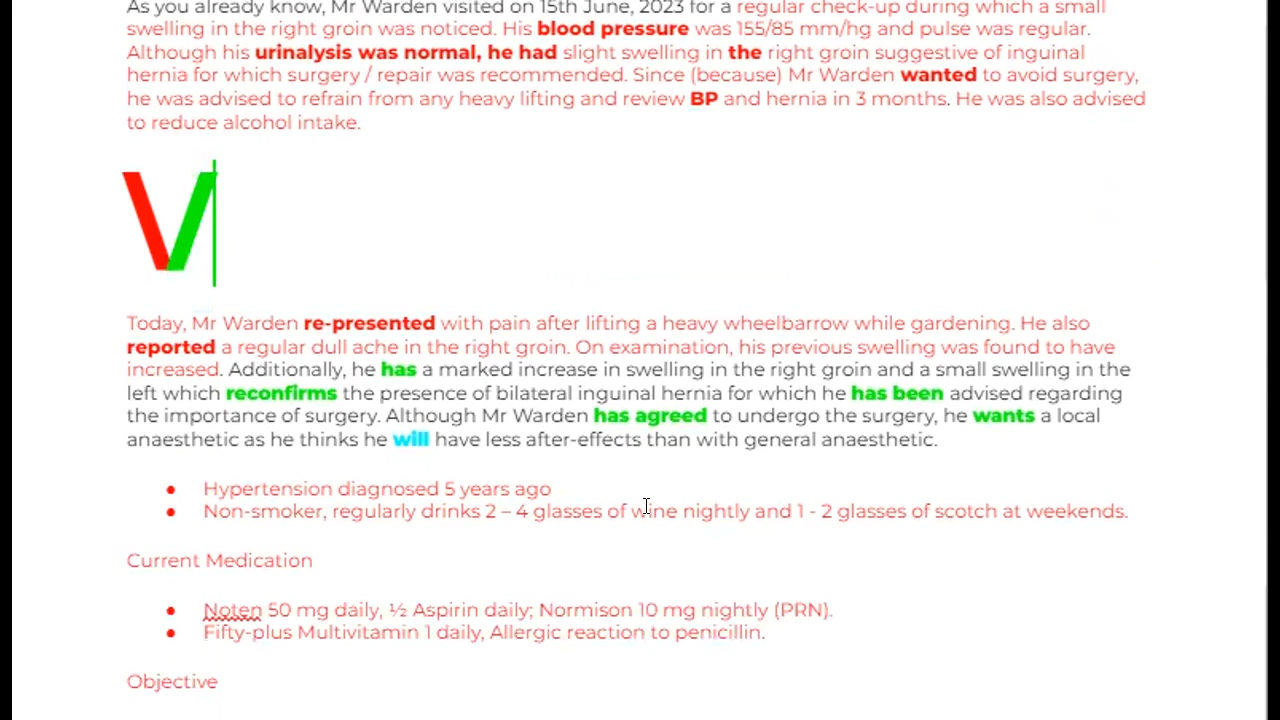 As you already know, Mr Warden visited on 15th June, 2023 for a regular check-up during which a small
swelling in the right groin was noticed. His blood pressure was 155/85 mm/hg and pulse was regular.
Although his urinalysis was normal, he had slight swelling in the right groin suggestive of inguinal
hernia for which surgery / repair was recommended. Since (because) Mr Warden wanted to avoid surgery,
he was advised to refrain from any heavy lifting and review BP and hernia in 3 months. He was also advised
to reduce alcohol intake.
V
Today, Mr Warden re-presented with pain after lifting a heavy wheelbarrow while gardening. He also
reported a regular dull ache in the right groin. On examination, his previous swelling was found to have
increased. Additionally, he has a marked increase in swelling in the right groin and a small swelling in the
left which reconfirms the presence of bilateral inguinal hernia for which he has been advised regarding
the importance of surgery. Although Mr Warden has agreed to undergo the surgery, he wants a local
anaesthetic as he thinks he will have less after-effects than with general anaesthetic.
● Hypertension diagnosed 5 years ago
● Non-smoker, regularly drinks 2 – 4 glasses of wine nightly and 1 - 2 glasses of scotch at weekends.
Current Medication
● Noten 50 mg daily, ½ Aspirin daily; Normison 10 mg nightly (PRN).
● Fifty-plus Multivitamin 1 daily, Allergic reaction to penicillin.
Objective